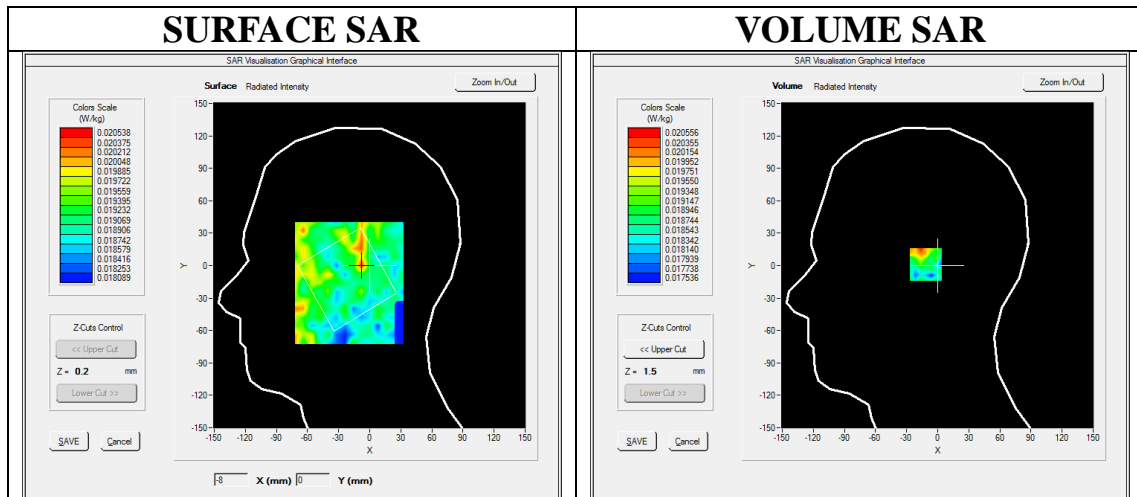 SURFACE SAR
SAR Visualisation Graphical Interface
Surface Radiated Intensity
Zoom In/Out
Colors Scale
(W/kg)
0.020538
0.020375
0.020212
0.020048
0.019885
0.019722
0.019559
0.019395
0.019232
0.019069
0.018906
0.018742
0.018579
0.018416
0.018253
0.018089
150
120
90
60
30
0
-30
-60
-90
-120
-150
Y
-150 -120 -90 -60 -30 0 30 60 90 120 150
X
Z-Cuts Control
<< Upper Cut
Z = 0.2 mm
Lower Cut >>
SAVE Cancel
-8 X (mm) 0 Y (mm)
VOLUME SAR
SAR Visualisation Graphical Interface
Volume Radiated Intensity
Zoom In/Out
Colors Scale
(W/kg)
0.020556
0.020355
0.020154
0.019952
0.019751
0.019550
0.019348
0.019147
0.018946
0.018744
0.018543
0.018342
0.018140
0.017939
0.017738
0.017536
150
120
90
60
30
0
-30
-60
-90
-120
-150
Y
-150 -120 -90 -60 -30 0 30 60 90 120 150
X
Z-Cuts Control
<< Upper Cut
Z = 1.5 mm
Lower Cut >>
SAVE Cancel